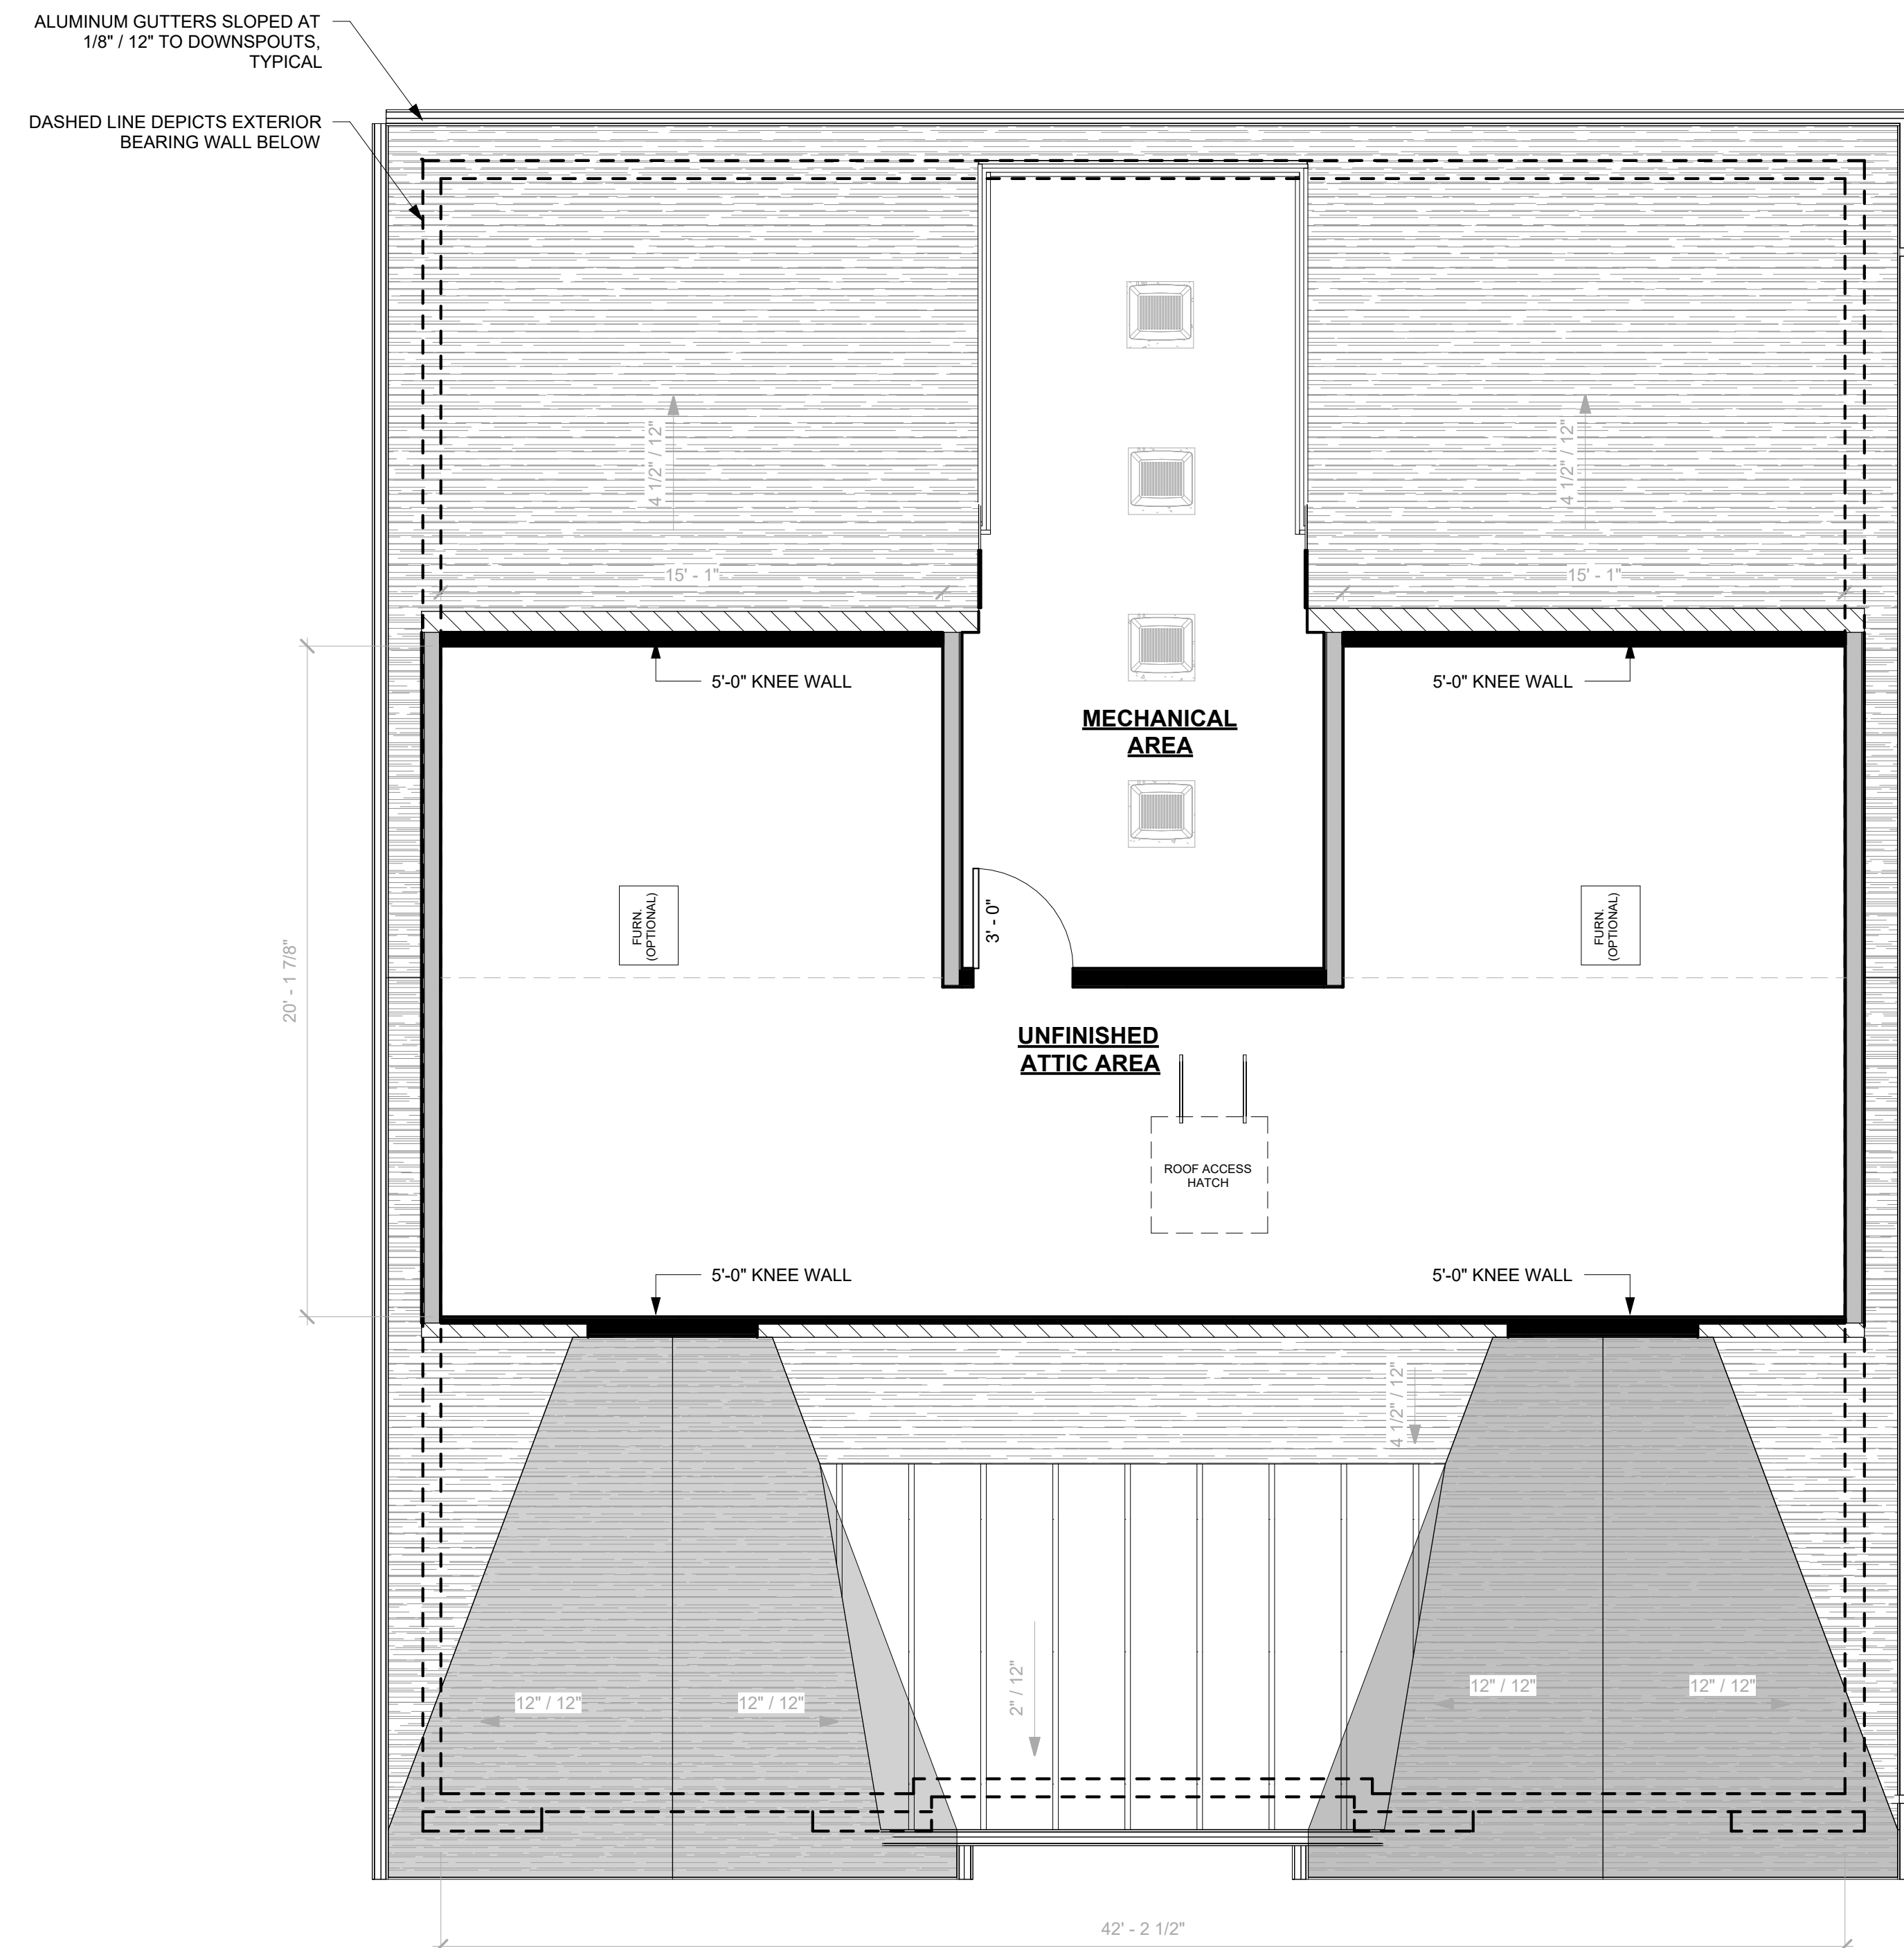 ALUMINUM GUTTERS SLOPED AT
1/8" / 12" TO DOWNSPOUTS,
TYPICAL
DASHED LINE DEPICTS EXTERIOR
BEARING WALL BELOW
4 1/2" / 12"
4 1/2" / 12"
15' - 1"
15' - 1"
5'-0" KNEE WALL
5'-0" KNEE WALL
MECHANICAL
AREA
FURN.
(OPTIONAL)
3' - 0"
FURN.
(OPTIONAL)
20' - 1 7/8"
UNFINISHED
ATTIC AREA
ROOF ACCESS
HATCH
5'-0" KNEE WALL
5'-0" KNEE WALL
4 1/2" / 12"
2" / 12"
12" / 12"
12" / 12"
12" / 12"
12" / 12"
42' - 2 1/2"